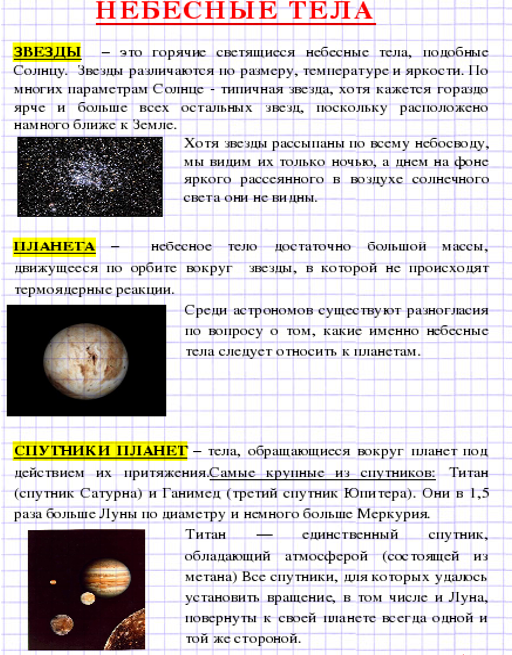 НЕБЕСНЫЕ ТЕЛА
ЗВЕЗДЫ – это горячие светящиеся небесные тела, подобные
Солнцу. Звезды различаются по размеру, температуре и яркости. По
многих параметрам Солнце - типичная звезда, хотя кажется гораздо
ярче и больше всех остальных звезд, поскольку расположено
намного ближе к Земле.
Хотя звезды рассыпаны по всему небосводу,
мы видим их только ночью, а днем на фоне
яркого рассеянного в воздухе солнечного
света они не видны.
ПЛАНЕТА – небесное тело достаточно большой массы,
движущееся по орбите вокруг звезды, в которой не происходят
термоядерные реакции.
Среди астрономов существуют разногласия
по вопросу о том, какие именно небесные
тела следует относить к планетам.
СПУТНИКИ ПЛАНЕТ – тела, обращающиеся вокруг планет под
действием их притяжения.Самые крупные из спутников: Титан
(спутник Сатурна) и Ганимед (третий спутник Юпитера). Они в 1,5
раза больше Луны по диаметру и немного больше Меркурия.
Титан — единственный спутник,
обладающий атмосферой (состоящей из
метана) Все спутники, для которых удалось
установить вращение, в том числе и Луна,
повернуты к своей планете всегда одной и
той же стороной.